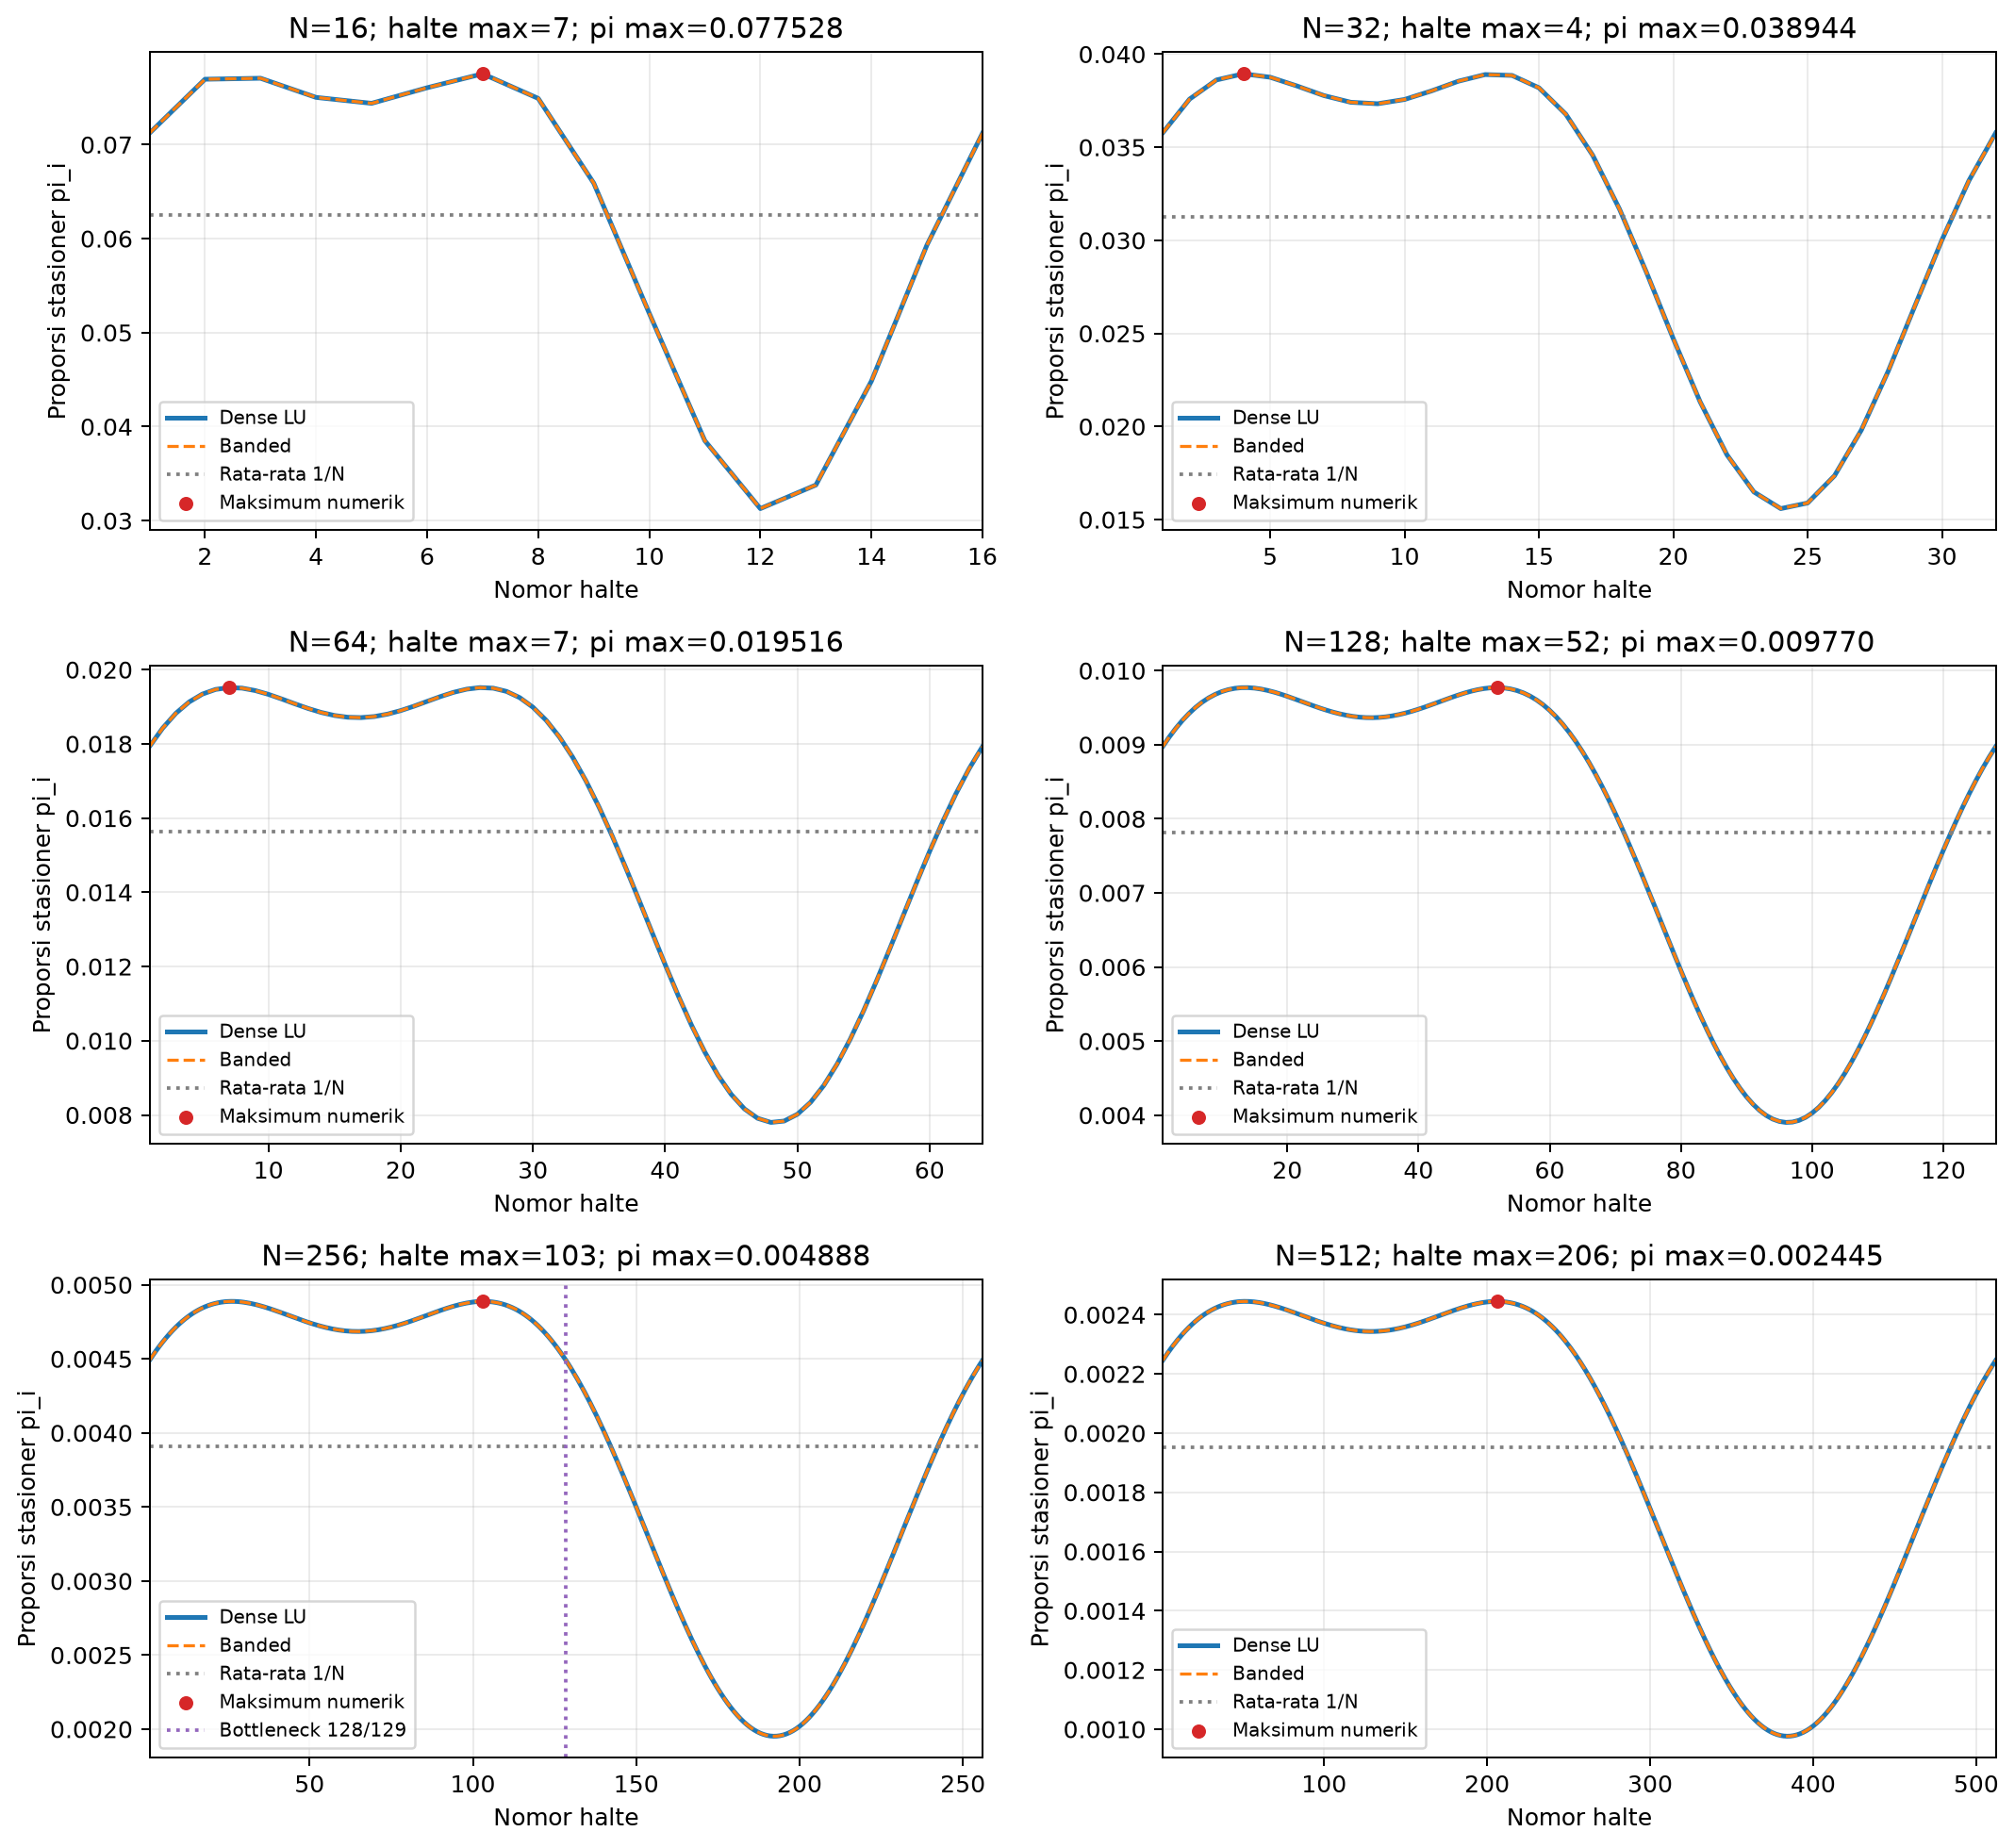 N=16; halte max=7; pi max=0.077528
Proporsi stasioner pi_i
0.07
0.06
0.05
0.04
0.03
Dense LU
Banded
Rata-rata 1/N
Maksimum numerik
2 4 6 8 10 12 14 16
Nomor halte
N=32; halte max=4; pi max=0.038944
Proporsi stasioner pi_i
0.040
0.035
0.030
0.025
0.020
0.015
Dense LU
Banded
Rata-rata 1/N
Maksimum numerik
5 10 15 20 25 30
Nomor halte
N=64; halte max=7; pi max=0.019516
Proporsi stasioner pi_i
0.020
0.018
0.016
0.014
0.012
0.010
0.008
Dense LU
Banded
Rata-rata 1/N
Maksimum numerik
10 20 30 40 50 60
Nomor halte
N=128; halte max=52; pi max=0.009770
Proporsi stasioner pi_i
0.010
0.009
0.008
0.007
0.006
0.005
0.004
Dense LU
Banded
Rata-rata 1/N
Maksimum numerik
20 40 60 80 100 120
Nomor halte
N=256; halte max=103; pi max=0.004888
Proporsi stasioner pi_i
0.0050
0.0045
0.0040
0.0035
0.0030
0.0025
0.0020
Dense LU
Banded
Rata-rata 1/N
Maksimum numerik
Bottleneck 128/129
50 100 150 200 250
Nomor halte
N=512; halte max=206; pi max=0.002445
Proporsi stasioner pi_i
0.0024
0.0022
0.0020
0.0018
0.0016
0.0014
0.0012
0.0010
Dense LU
Banded
Rata-rata 1/N
Maksimum numerik
100 200 300 400 500
Nomor halte